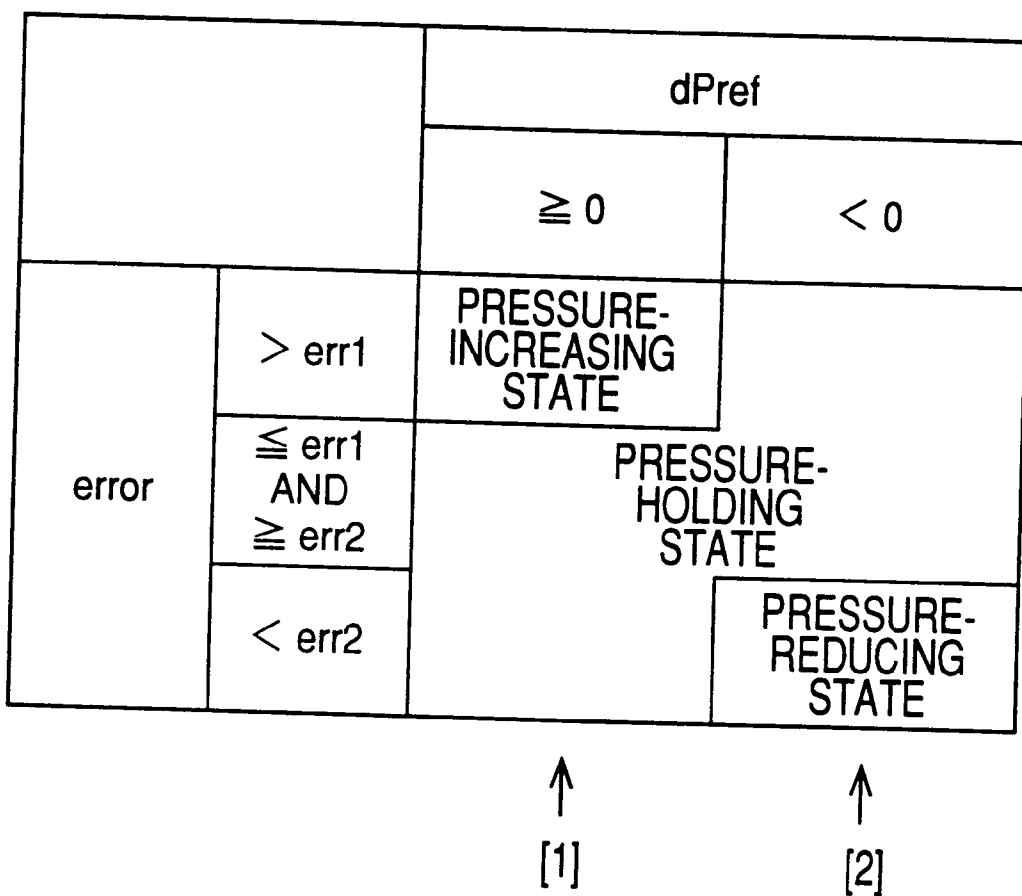 dPref
≧ 0
< 0
> err1
PRESSURE-
INCREASING
STATE
error
≦ err1
AND
≧ err2
PRESSURE-
HOLDING
STATE
< err2
PRESSURE-
REDUCING
STATE
[1]
[2]